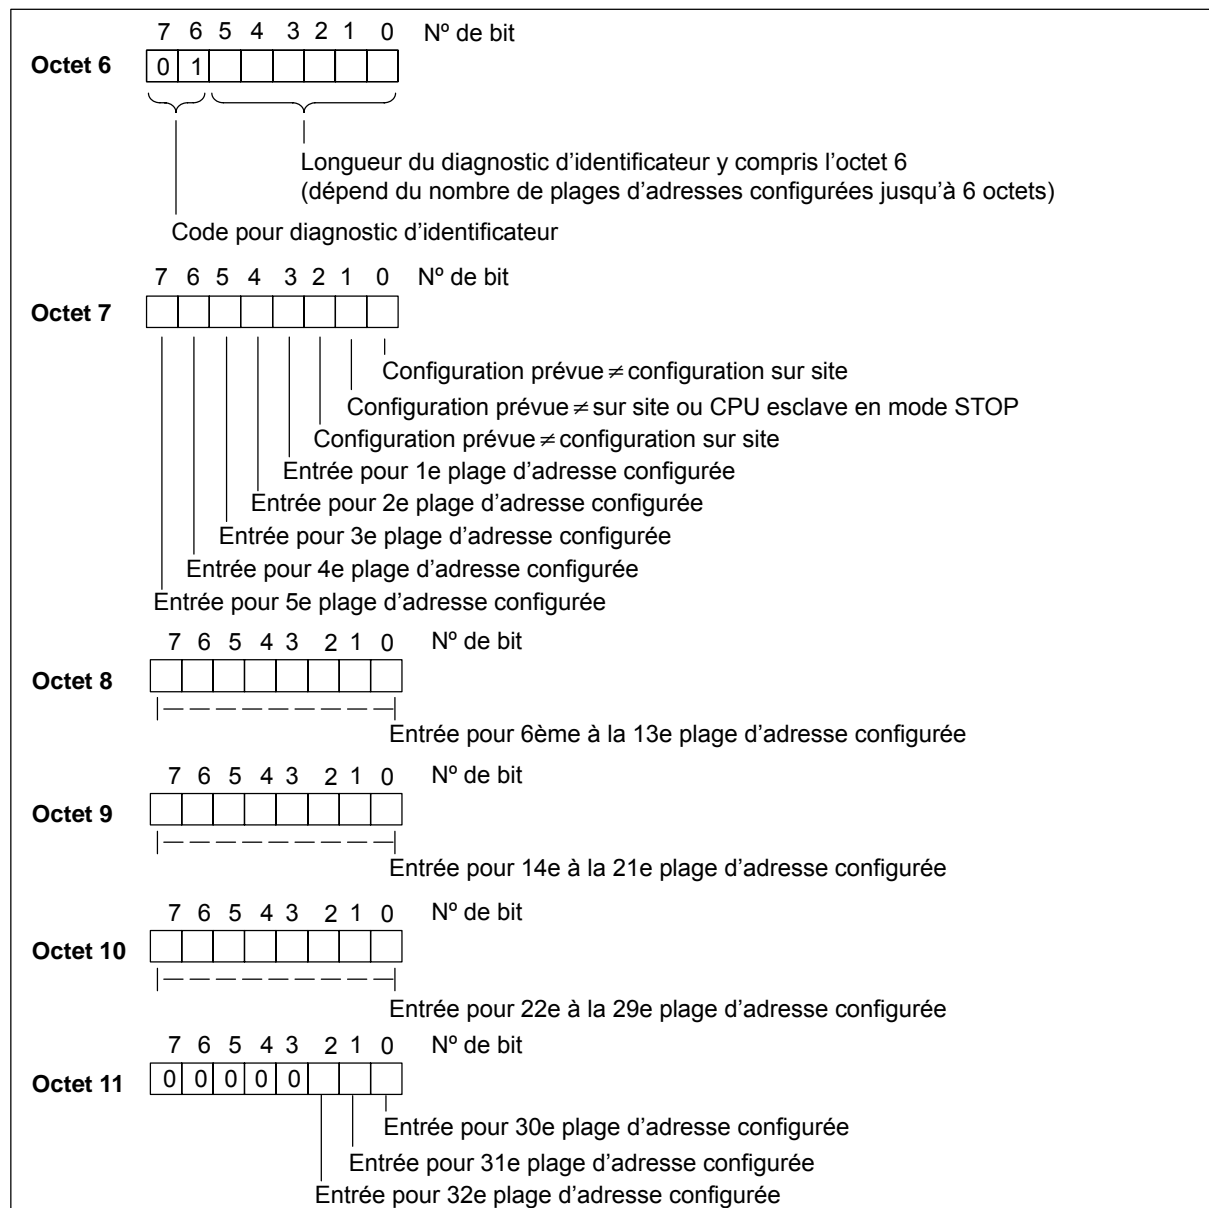 7 6 5 4 3 2 1 0 Nº de bit
Octet 6 0 1
Longueur du diagnostic d’identificateur y compris l’octet 6
(dépend du nombre de plages d’adresses configurées jusqu’à 6 octets)
Code pour diagnostic d’identificateur
7 6 5 4 3 2 1 0 Nº de bit
Octet 7
Configuration prévue ≠ configuration sur site
Configuration prévue ≠ sur site ou CPU esclave en mode STOP
Configuration prévue ≠ configuration sur site
Entrée pour 1e plage d’adresse configurée
Entrée pour 2e plage d’adresse configurée
Entrée pour 3e plage d’adresse configurée
Entrée pour 4e plage d’adresse configurée
Entrée pour 5e plage d’adresse configurée
7 6 5 4 3 2 1 0 Nº de bit
Octet 8
Entrée pour 6ème à la 13e plage d’adresse configurée
7 6 5 4 3 2 1 0 Nº de bit
Octet 9
Entrée pour 14e à la 21e plage d’adresse configurée
7 6 5 4 3 2 1 0 Nº de bit
Octet 10
Entrée pour 22e à la 29e plage d’adresse configurée
7 6 5 4 3 2 1 0 Nº de bit
Octet 11 0 0 0 0 0
Entrée pour 30e plage d’adresse configurée
Entrée pour 31e plage d’adresse configurée
Entrée pour 32e plage d’adresse configurée